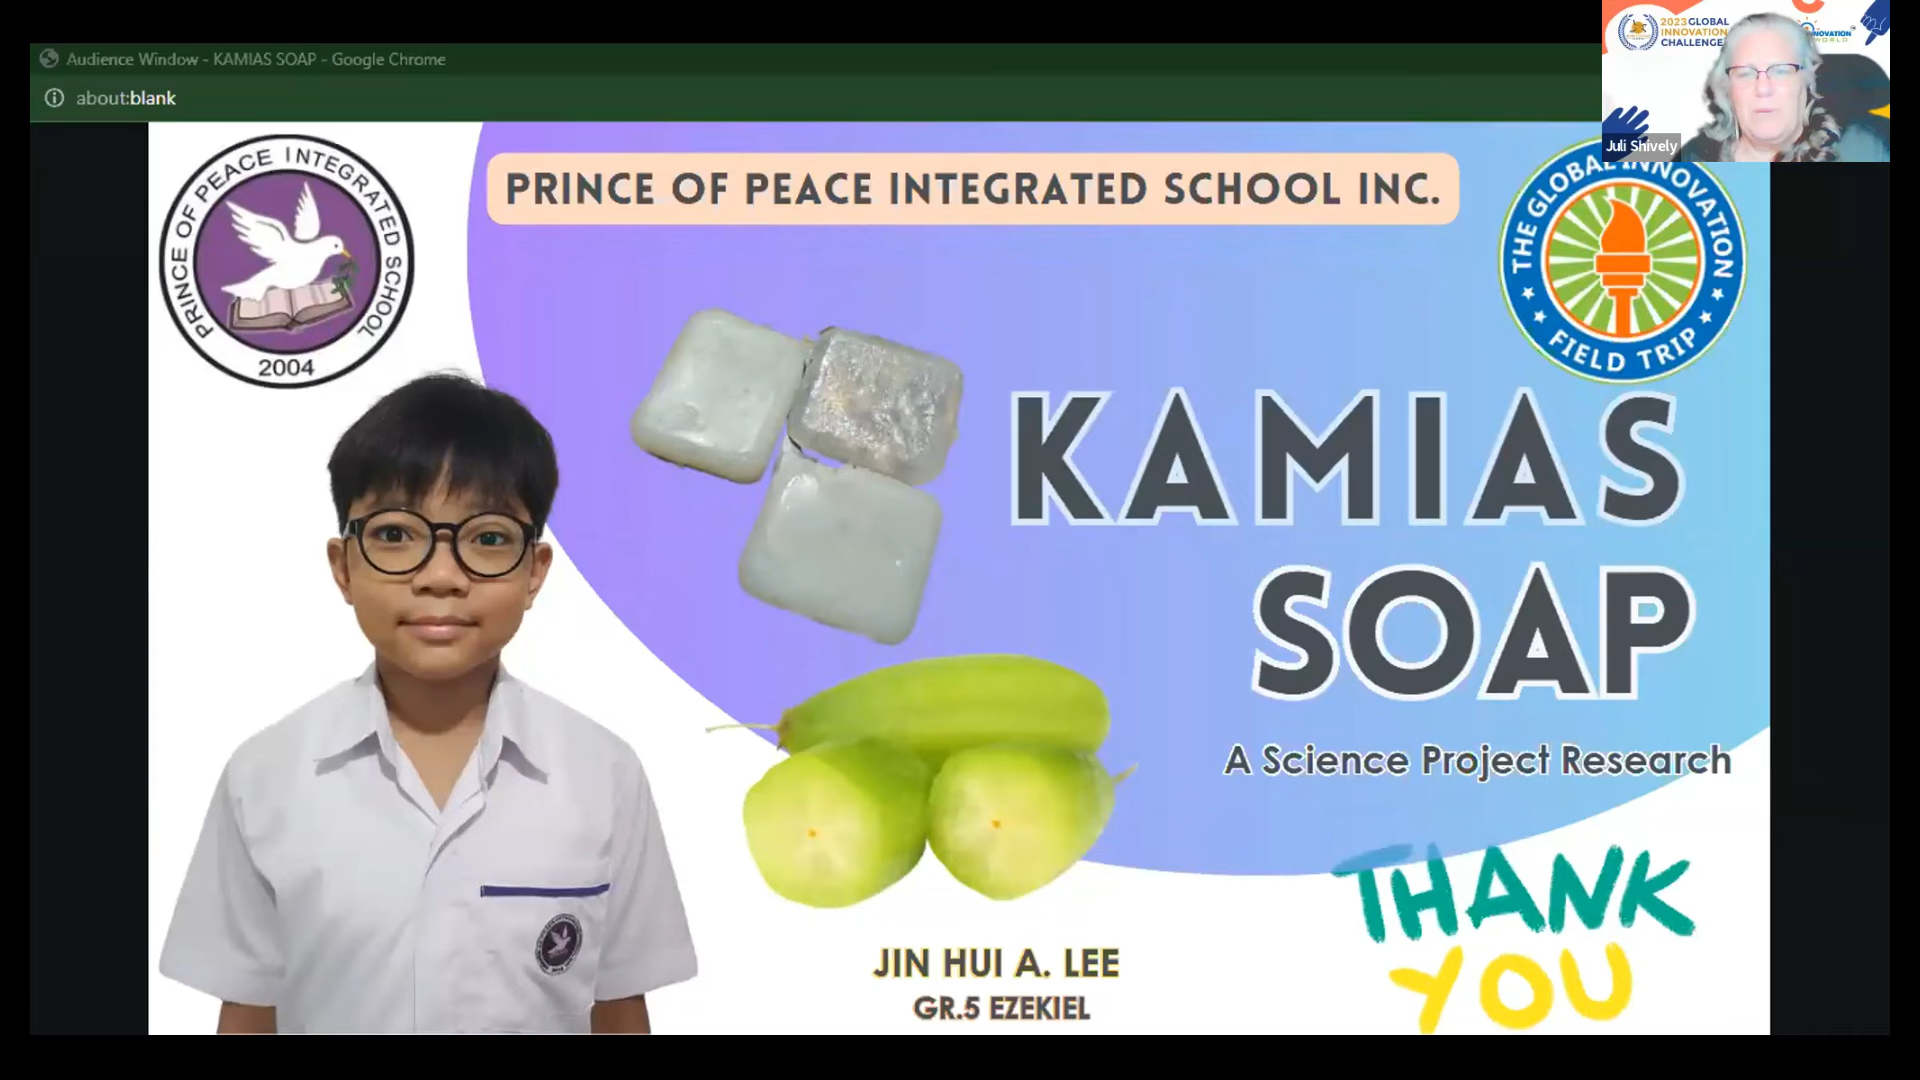 Audience Window - KAMIAS SOAP - Google Chrome
about:blank
2023 GLOBAL
INNOVATION
CHALLENGE
Juli Shively
PRINCE OF PEACE INTEGRATED SCHOOL
2004
PRINCE OF PEACE INTEGRATED SCHOOL INC.
THE GLOBAL INNOVATION
FIELD TRIP
KAMIAS
SOAP
A Science Project Research
THANK
YOU
JIN HUI A. LEE
GR.5 EZEKIEL